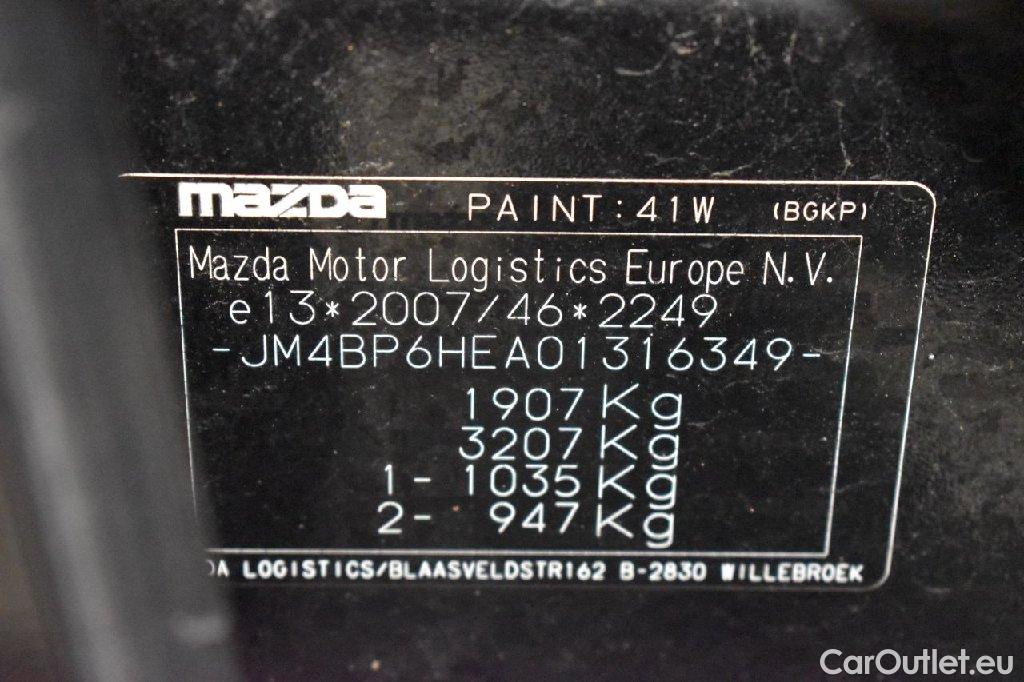 mazda PAINT:41W (BGKP)
Mazda Motor Logistics Europe N.V.
e13*2007/46*2249
-JM4BP6HEA01316349-
1907Kg
3207Kg
1- 1035Kg
2- 947Kg
DA LOGISTICS/BLAASVELDSTR162 B-2830 WILLEBROEK
CarOutlet.eu